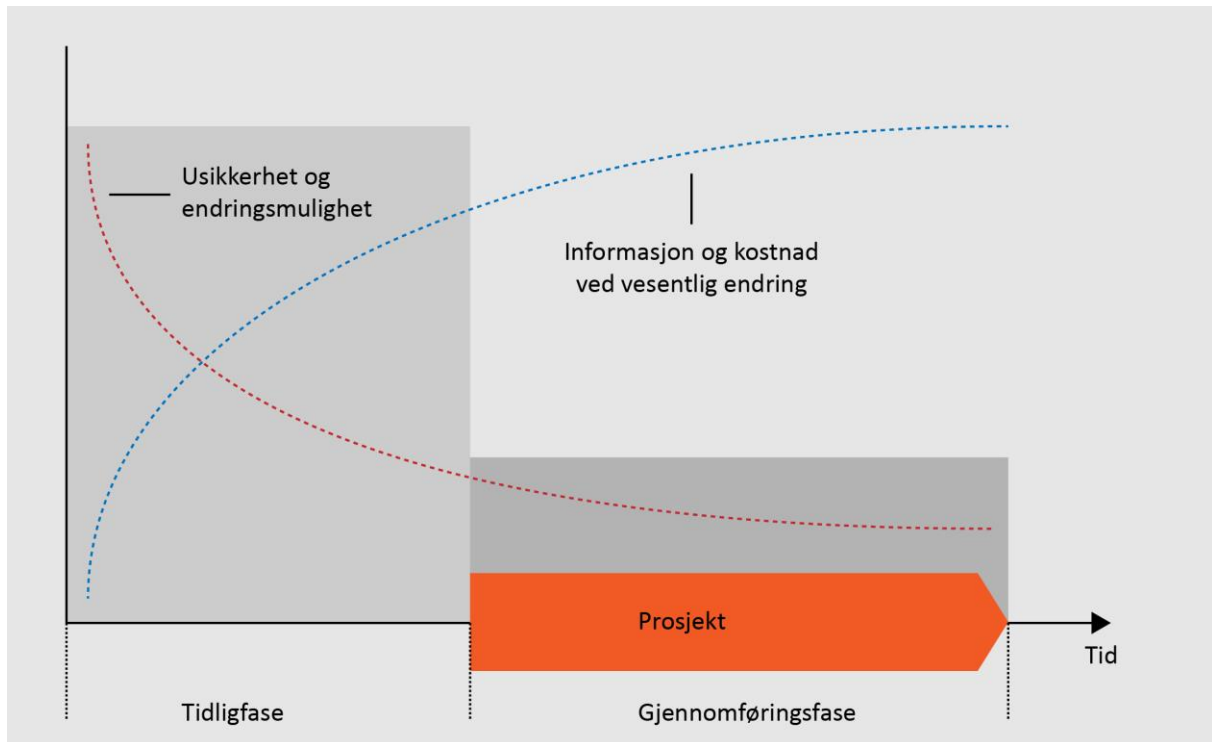 Usikkerhet og
endringsmulighet
Informasjon og kostnad
ved vesentlig endring
Prosjekt
Tid
Tidligfase
Gjennomføringsfase